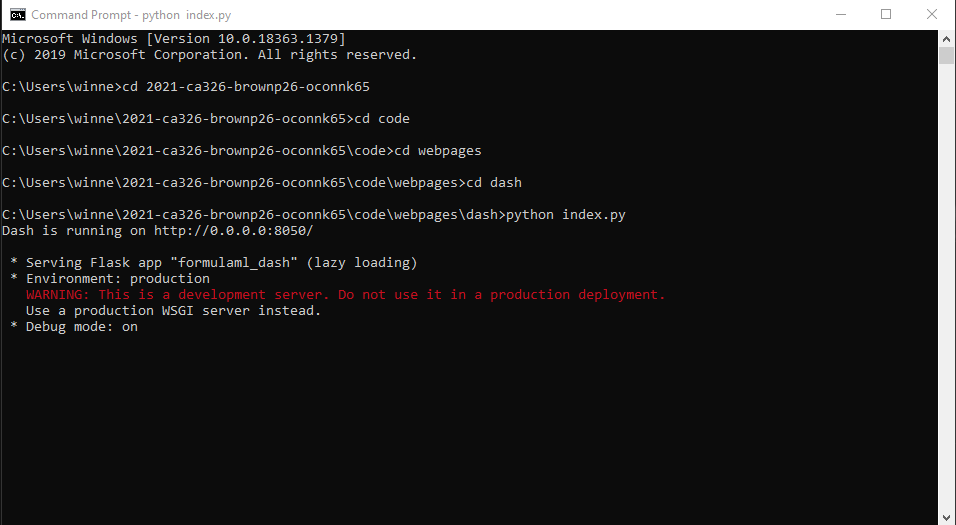 Command Prompt - python  index.py
Microsoft Windows [Version 10.0.18363.1379]
(c) 2019 Microsoft Corporation. All rights reserved.
C:\Users\winne>cd 2021-ca326-brownp26-oconnk65
C:\Users\winne\2021-ca326-brownp26-oconnk65>cd code
C:\Users\winne\2021-ca326-brownp26-oconnk65\code>cd webpages
C:\Users\winne\2021-ca326-brownp26-oconnk65\code\webpages>cd dash
C:\Users\winne\2021-ca326-brownp26-oconnk65\code\webpages\dash>python index.py
Dash is running on http://0.0.0.0:8050/
 * Serving Flask app "formulaml_dash" (lazy loading)
 * Environment: production
   WARNING: This is a development server. Do not use it in a production deployment.
   Use a production WSGI server instead.
 * Debug mode: on